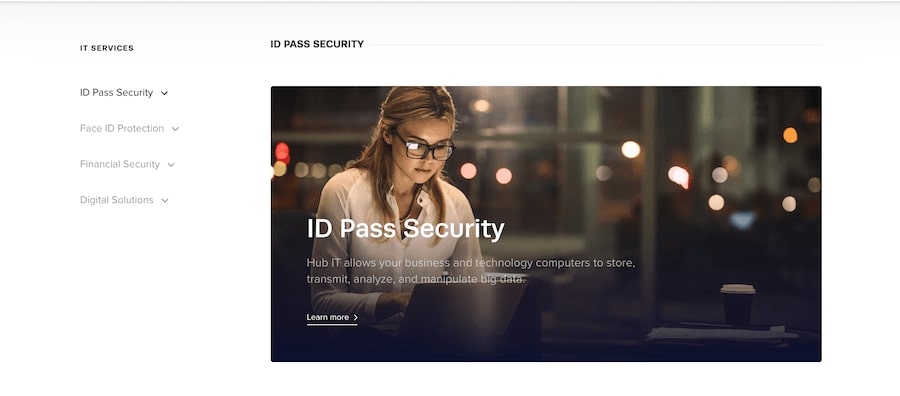 IT SERVICES
ID PASS SECURITY
ID Pass Security
Face ID Protection
Financial Security
Digital Solutions
ID Pass Security
Hub IT allows your business and technology computers to store,
transmit, analyze, and manipulate big data.
Learn more